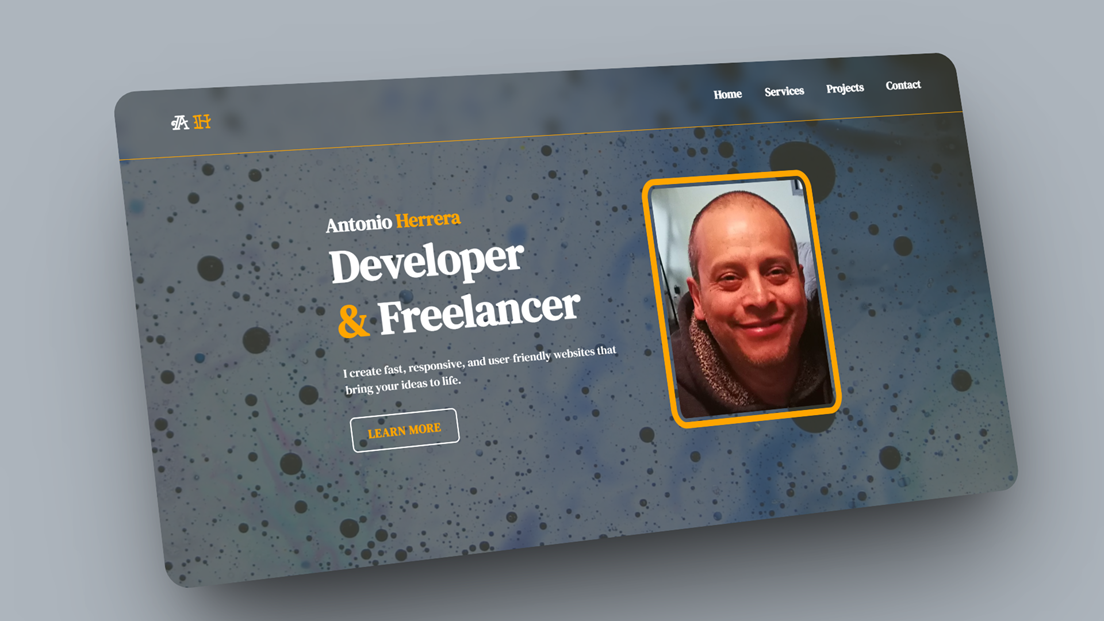 AH
Home Services Projects Contact
Antonio Herrera
Developer
& Freelancer
I create fast, responsive, and user-friendly websites that
bring your ideas to life.
LEARN MORE